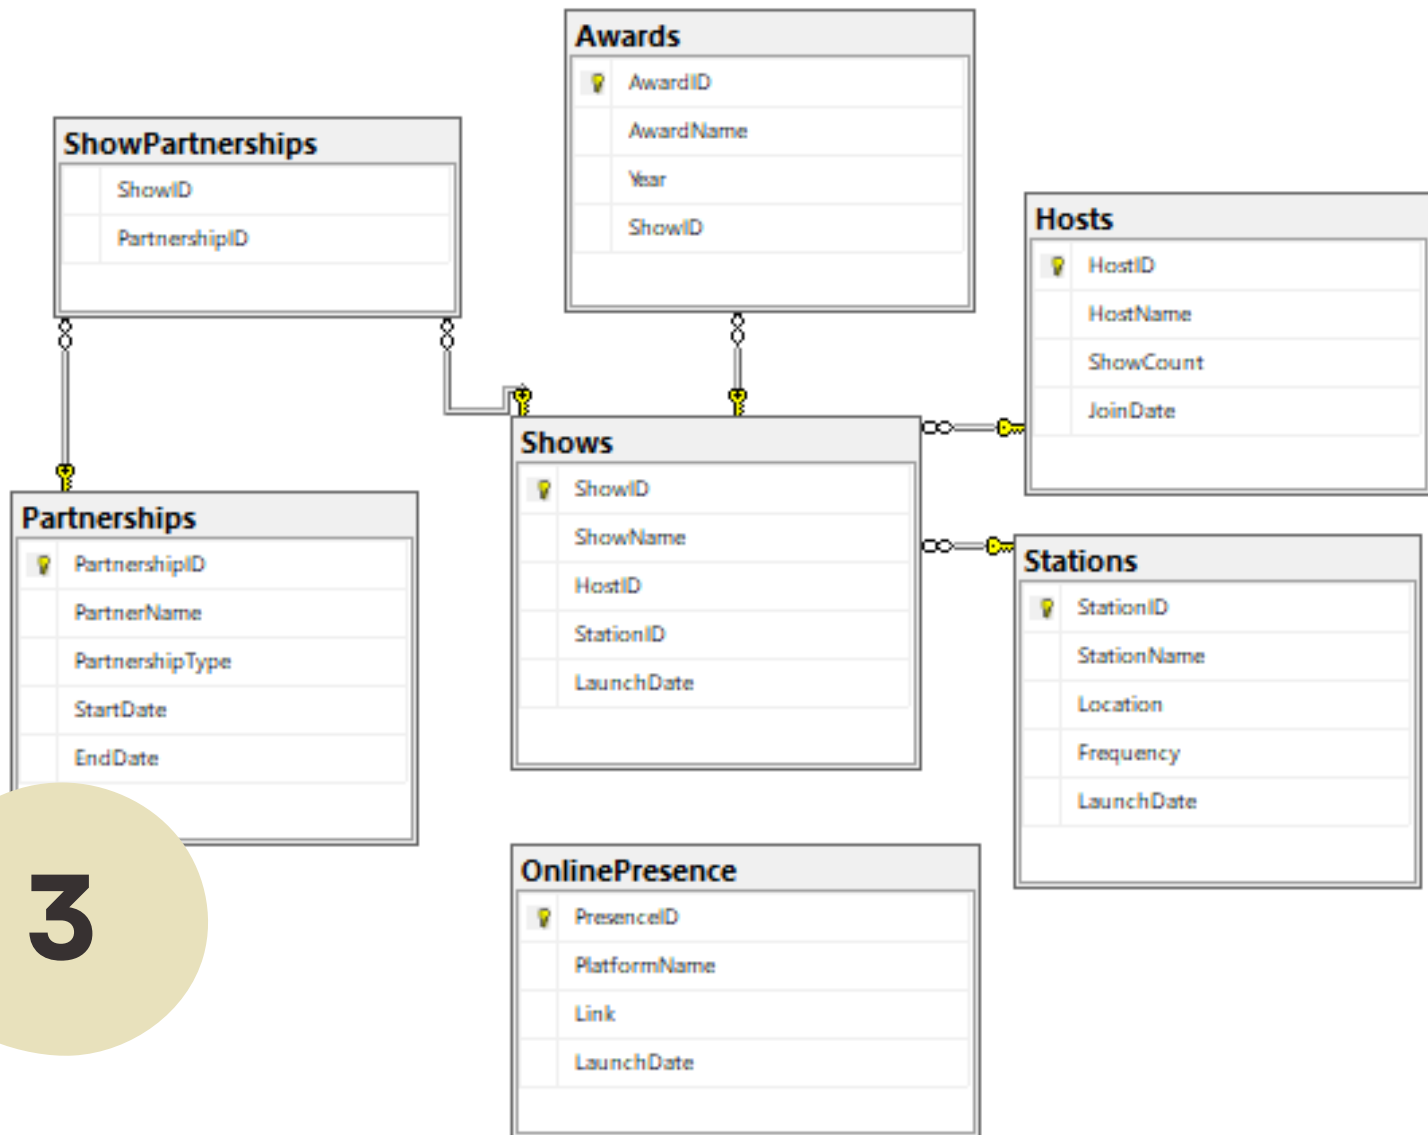 Awards
AwardID
AwardName
Year
ShowID
ShowPartnerships
ShowID
PartnershipID
Hosts
HostID
HostName
ShowCount
JoinDate
Shows
ShowID
ShowName
HostID
StationID
LaunchDate
Partnerships
PartnershipID
PartnerName
PartnershipType
StartDate
EndDate
Stations
StationID
StationName
Location
Frequency
LaunchDate
OnlinePresence
PresenceID
PlatformName
Link
LaunchDate
3